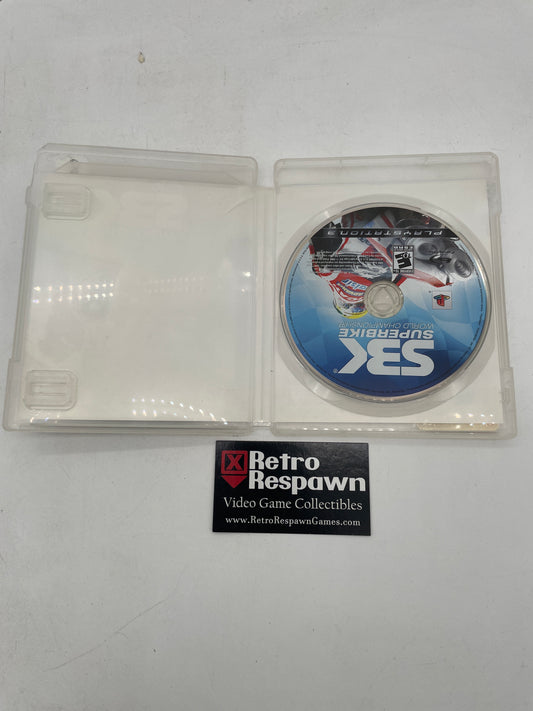 PLAYSTATION 3
E
SBK®
SUPERBIKE
WORLD CHAMPIONSHIP
X Retro
Respawn
Video Game Collectibles
www.RetroRespawnGames.com